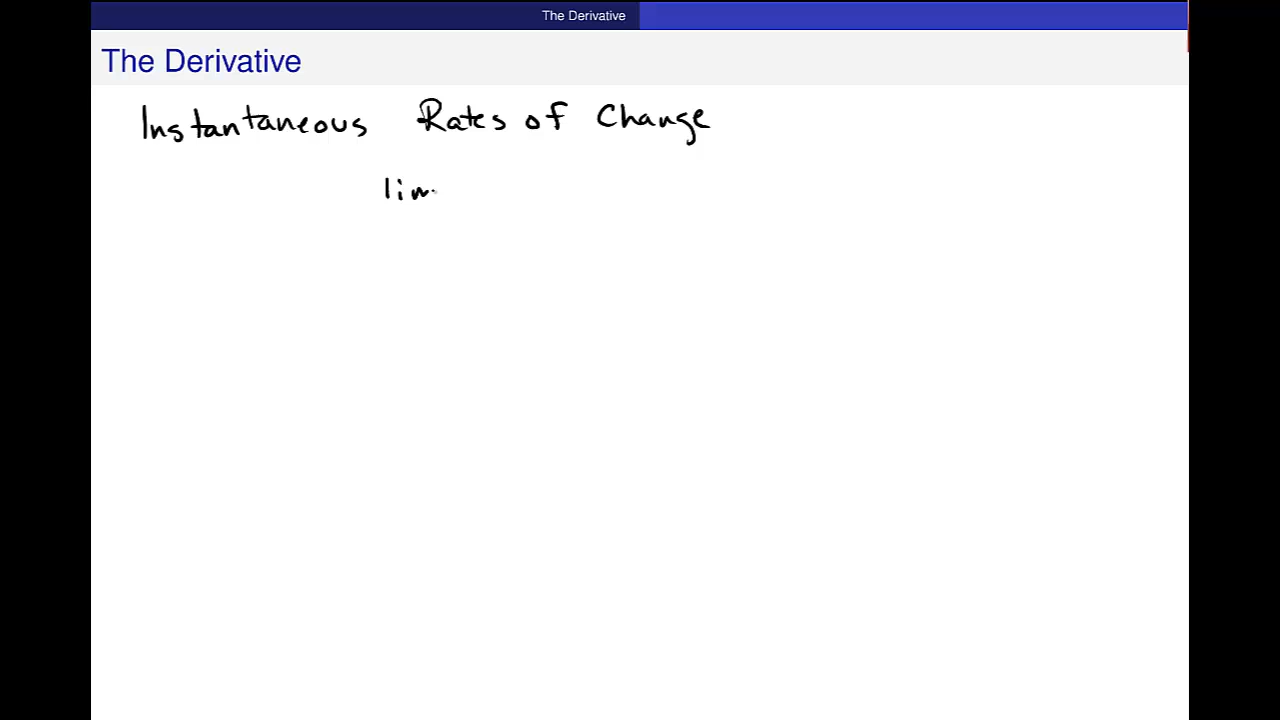 The Derivative
The Derivative
Instantaneous Rates of Change
lim